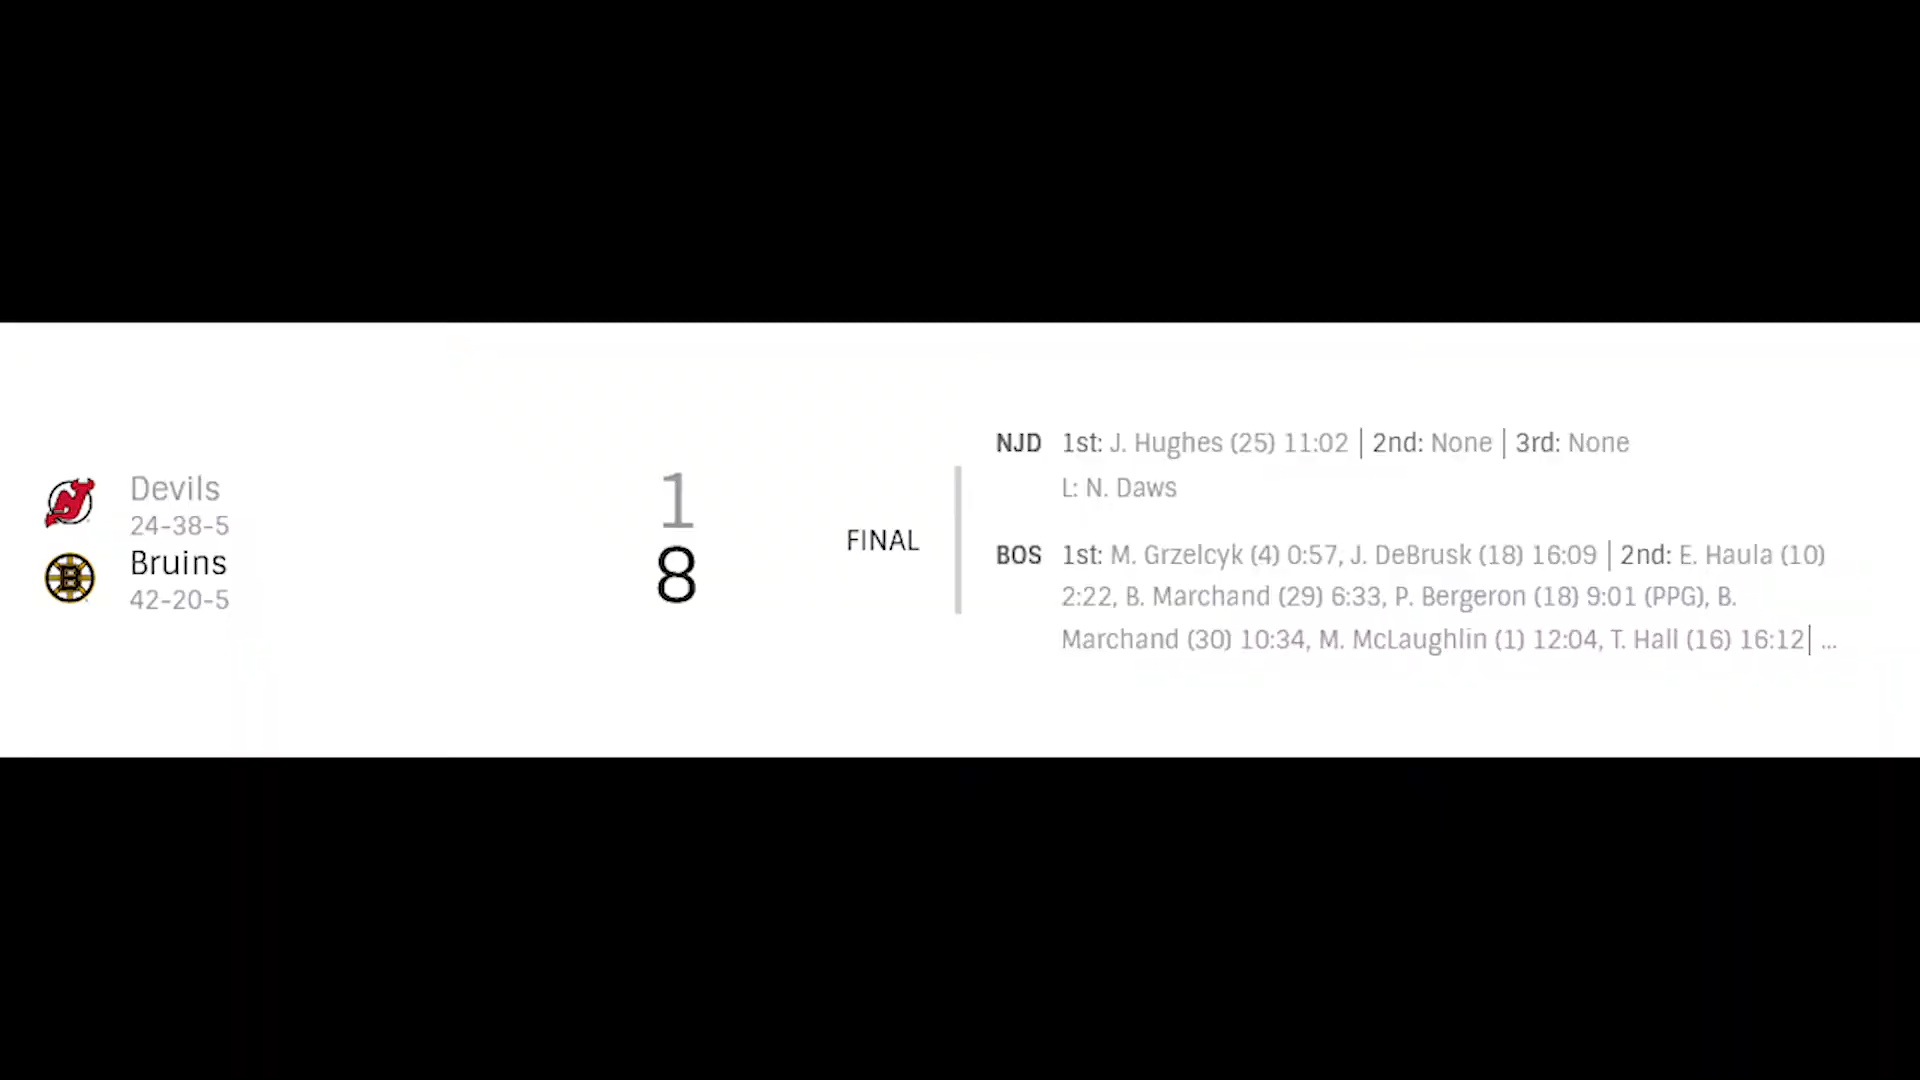 Devils
24-38-5
Bruins
42-20-5
1
8
FINAL
NJD 1st: J. Hughes (25) 11:02 | 2nd: None | 3rd: None
L: N. Daws
BOS 1st: M. Grzelcyk (4) 0:57, J. DeBrusk (18) 16:09 | 2nd: E. Haula (10)
2:22, B. Marchand (29) 6:33, P. Bergeron (18) 9:01 (PPG), B.
Marchand (30) 10:34, M. McLaughlin (1) 12:04, T. Hall (16) 16:12| ...